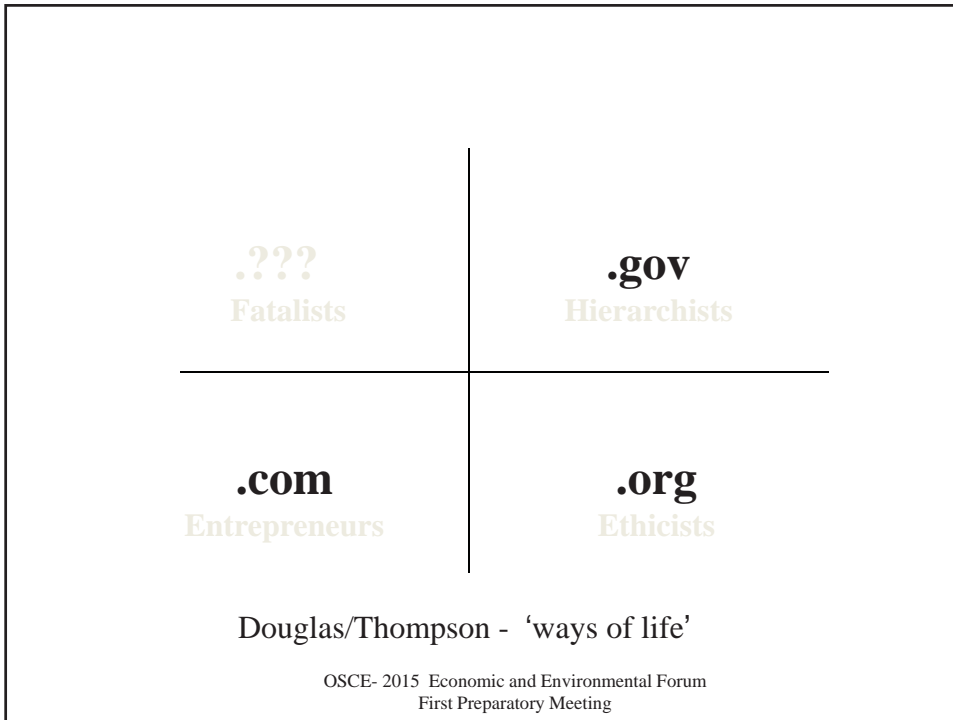 .???
Fatalists
.gov
Hierarchists
.com
Entrepreneurs
.org
Ethicists
Douglas/Thompson - ‘ways of life’
OSCE- 2015 Economic and Environmental Forum
First Preparatory Meeting